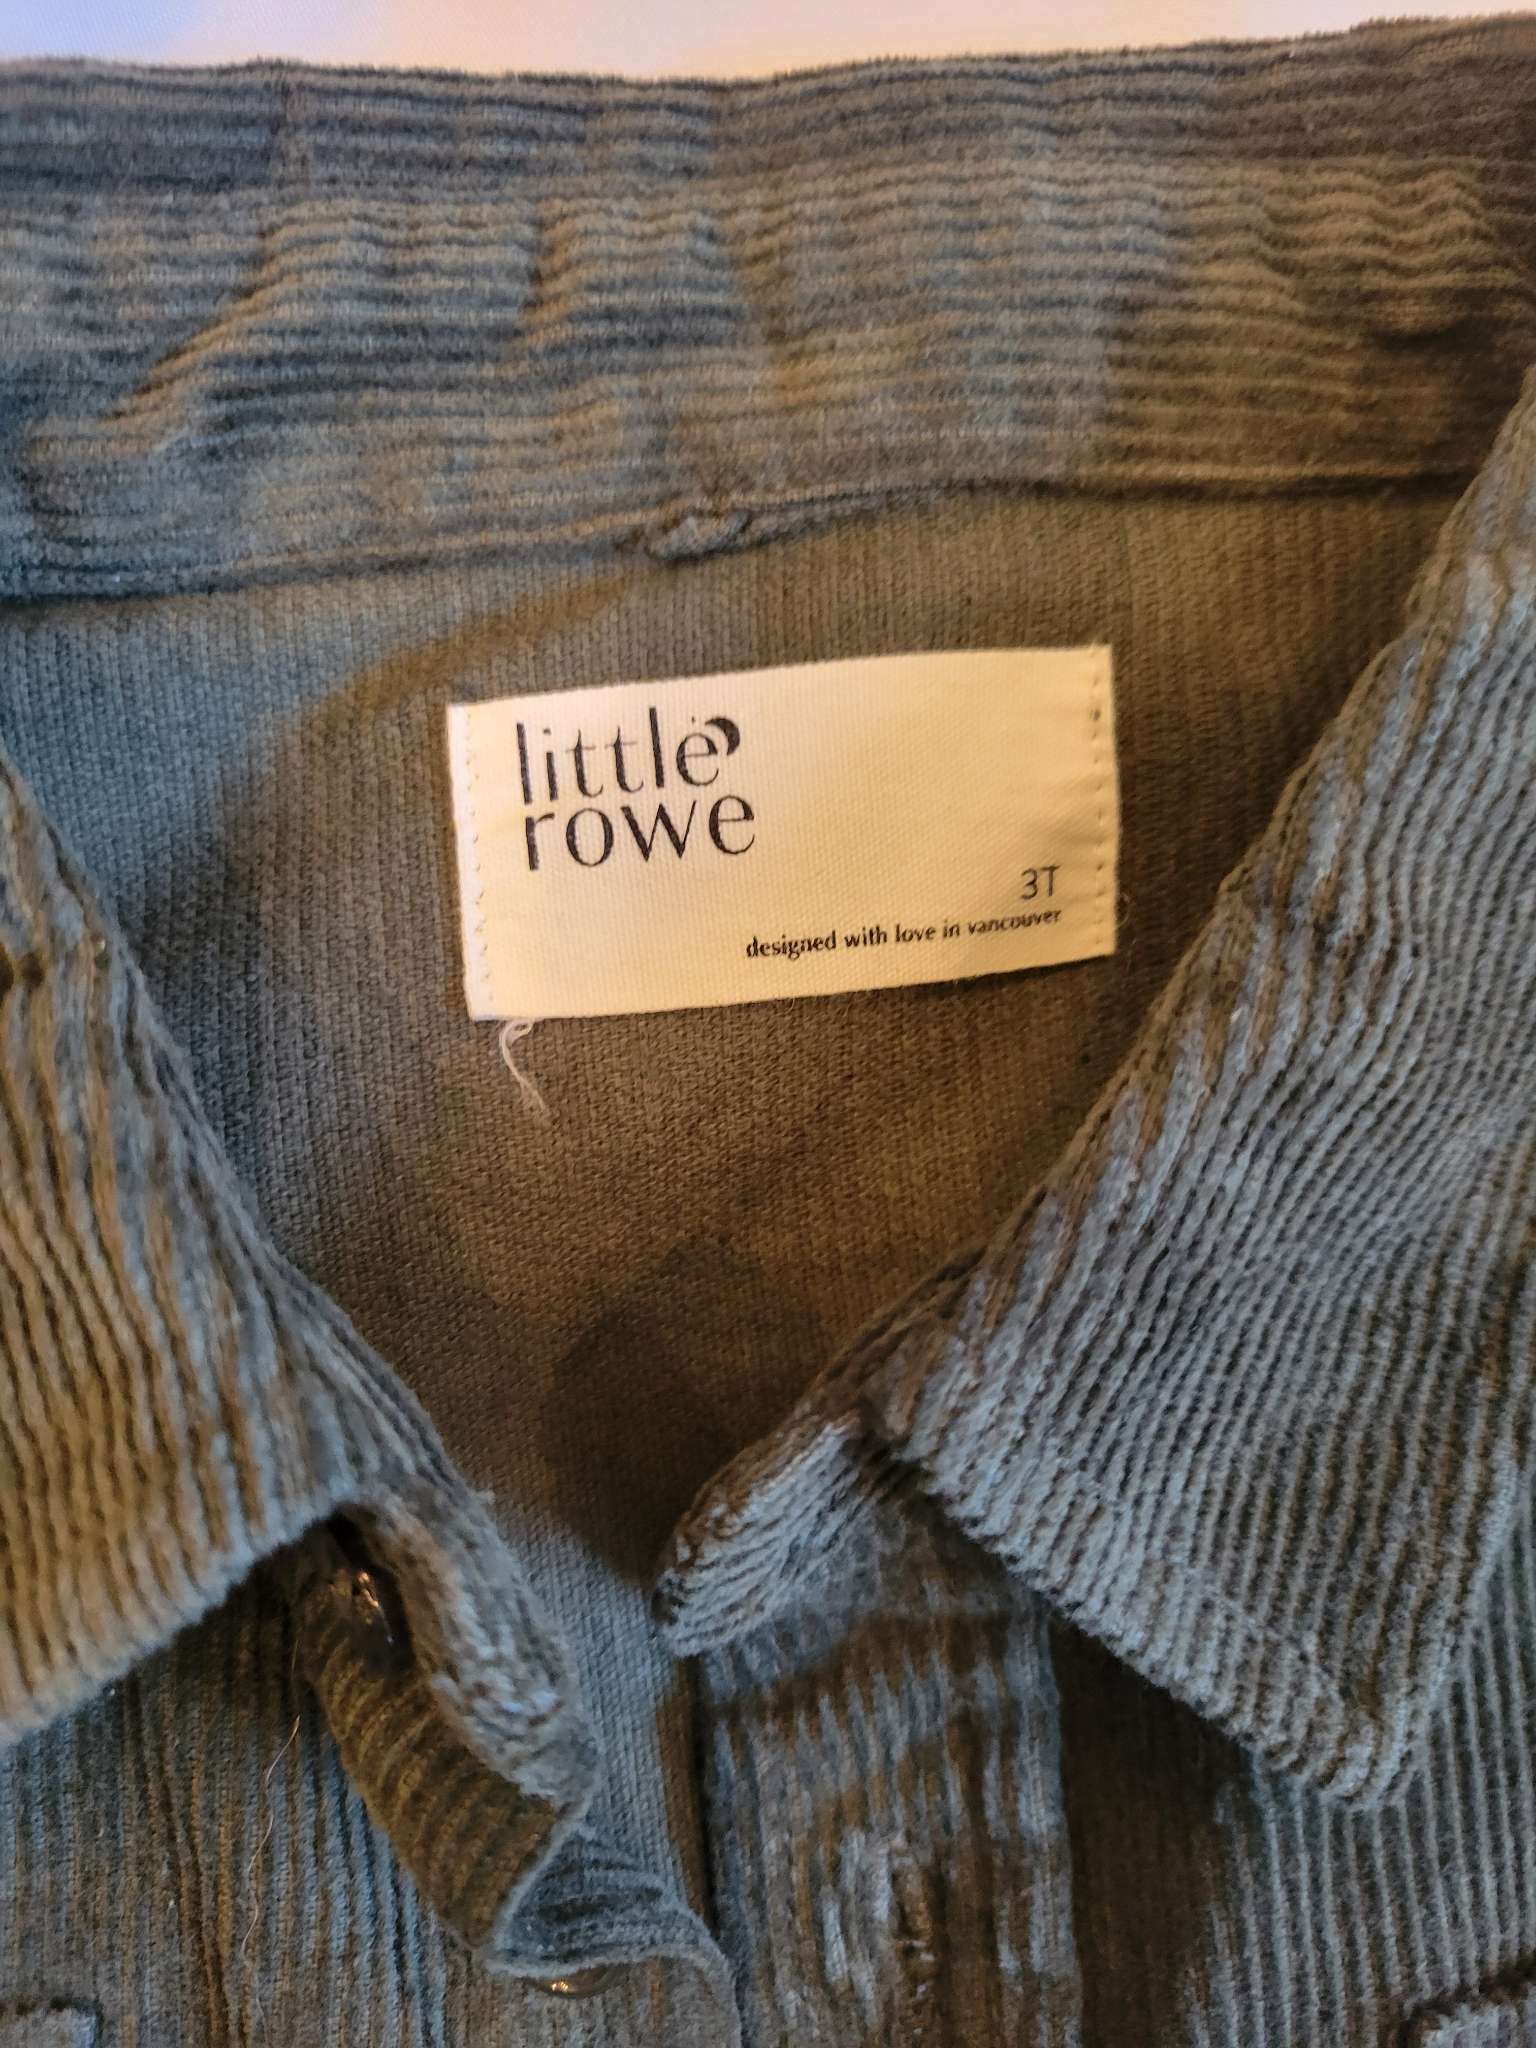 little
rowe
3T
designed with love in vancouver